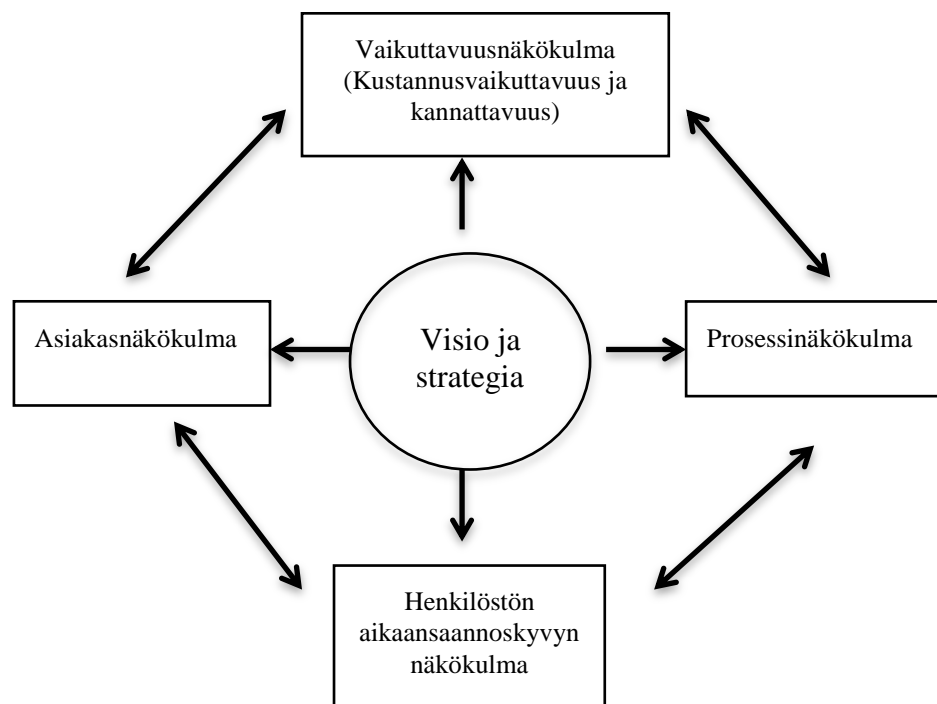 Vaikuttavuusnäkökulma
(Kustannusvaikuttavuus ja
kannattavuus)
Asiakasnäkökulma
Visio ja
strategia
Prosessinäkökulma
Henkilöstön
aikaansaannoskyvyn
näkökulma